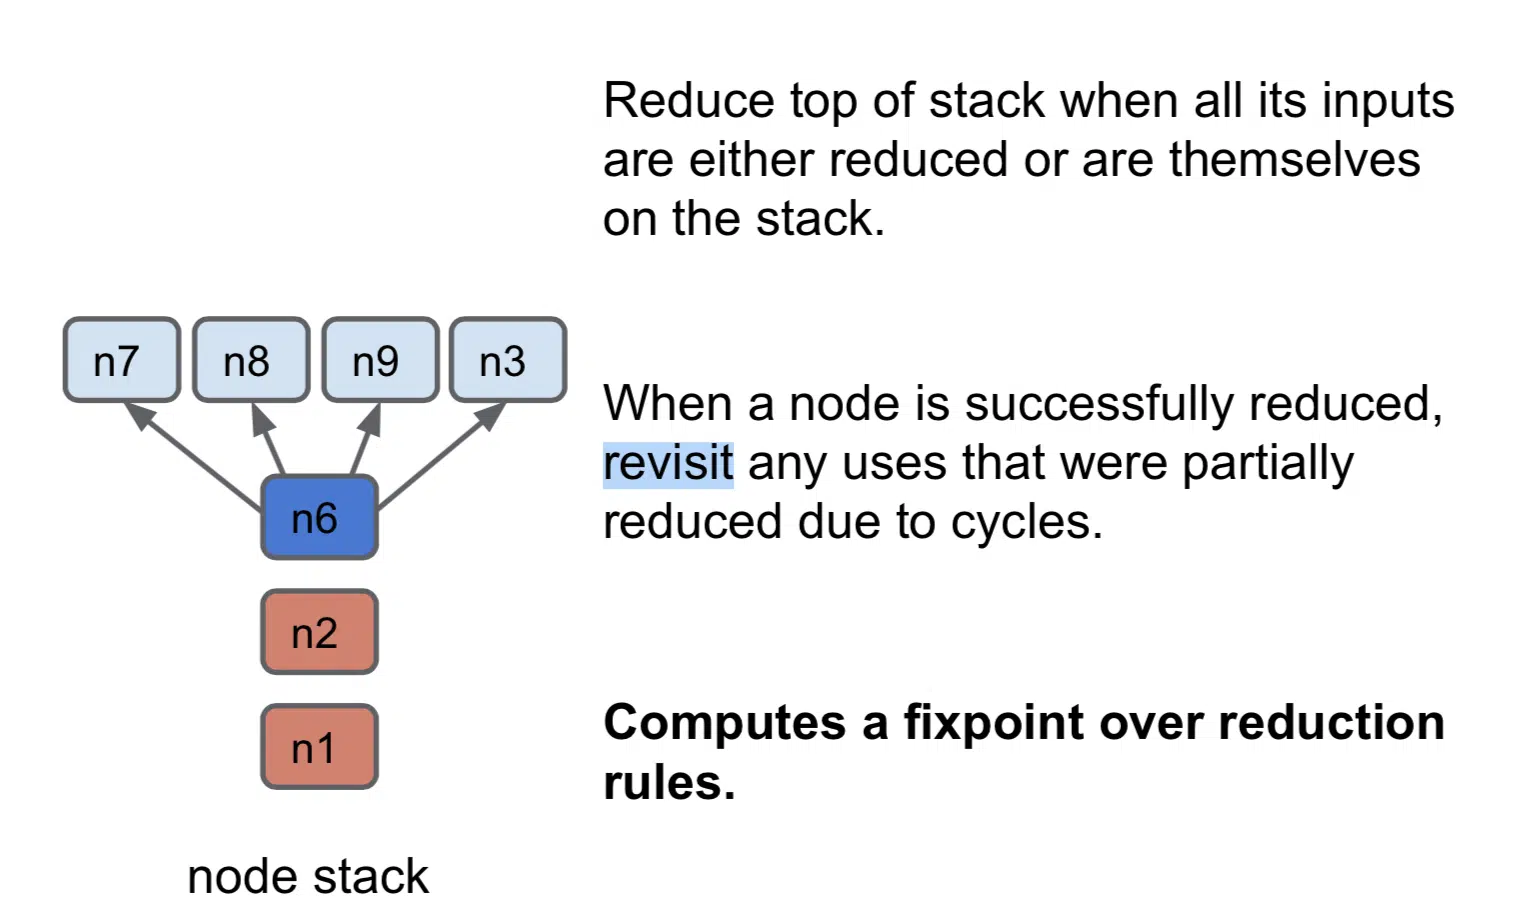 Reduce top of stack when all its inputs
are either reduced or are themselves
on the stack.
n7 n8 n9 n3
When a node is successfully reduced,
revisit any uses that were partially
reduced due to cycles.
n6
n2
n1
Computes a fixpoint over reduction
rules.
node stack